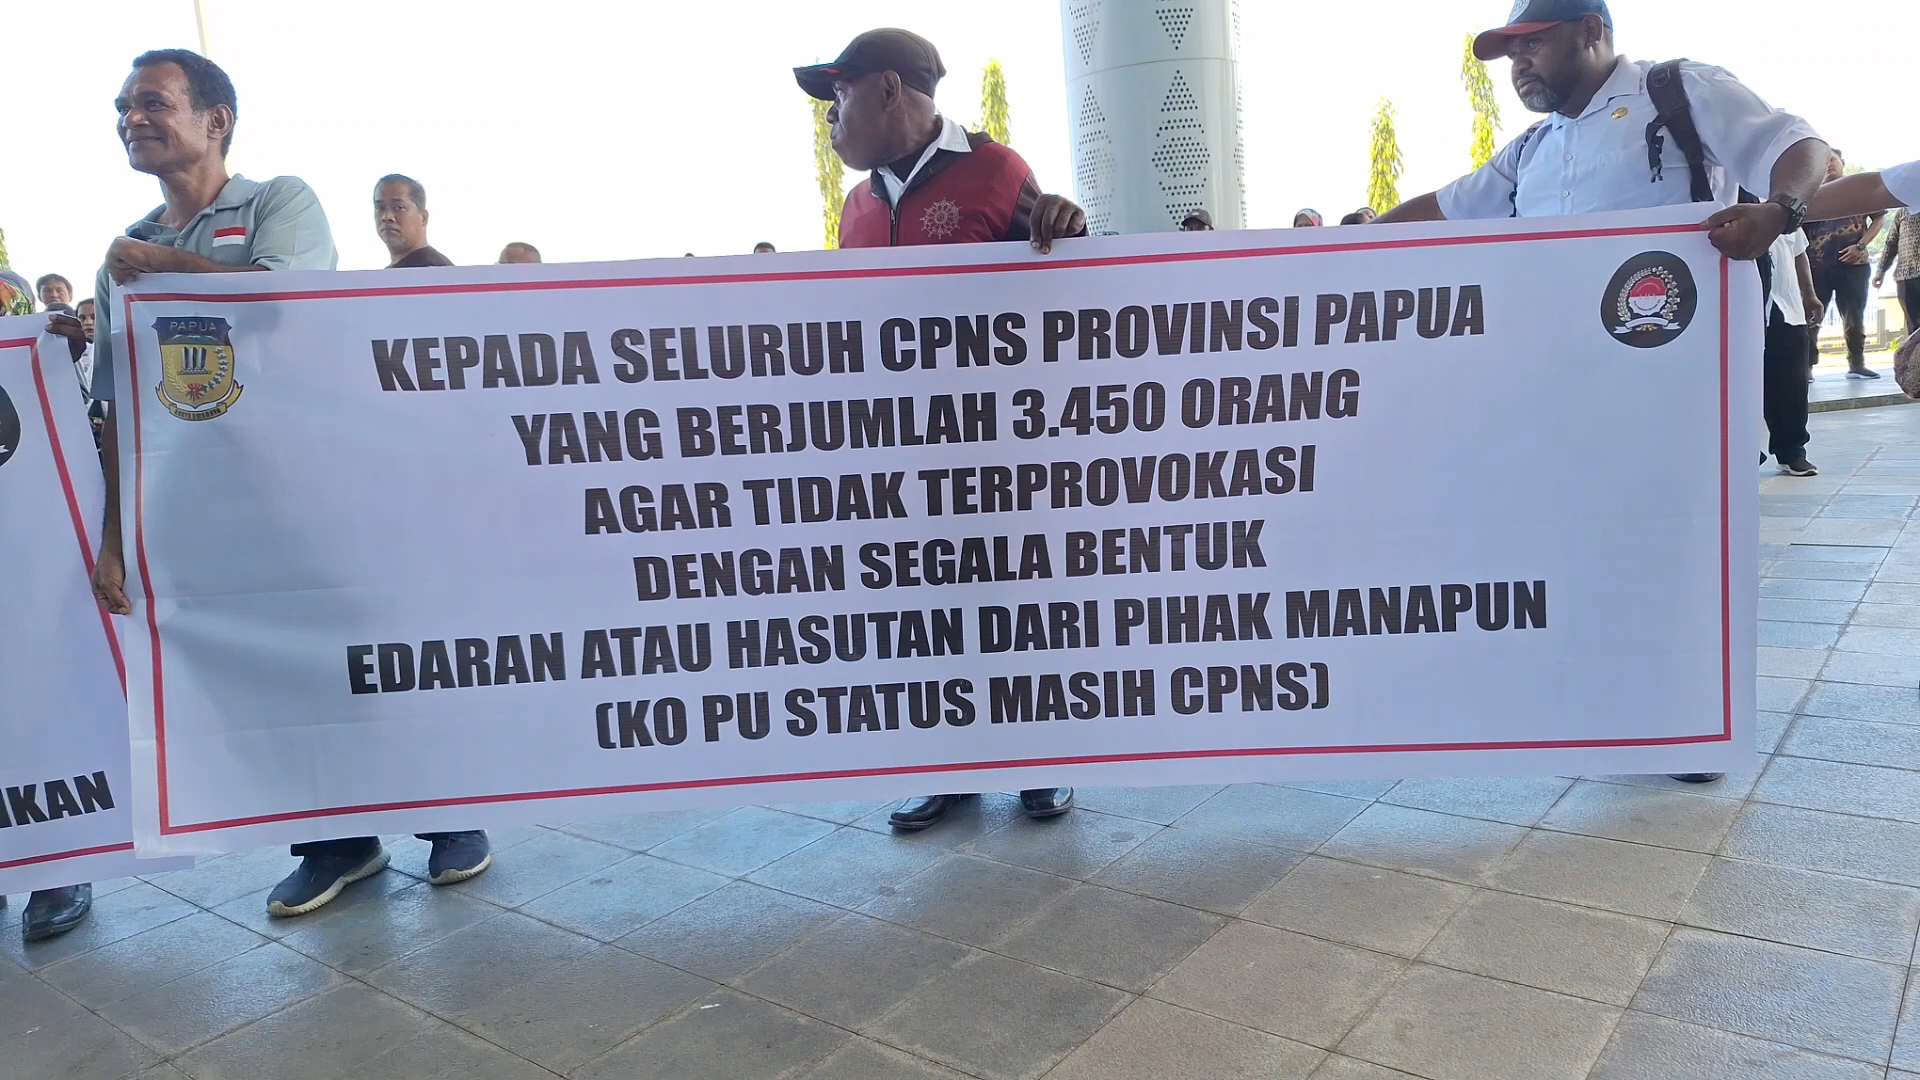 PAPUA
KEPADA SELURUH CPNS PROVINSI PAPUA
YANG BERJUMLAH 3.450 ORANG
AGAR TIDAK TERPROVOKASI
DENGAN SEGALA BENTUK
EDARAN ATAU HASUTAN DARI PIHAK MANAPUN
(KO PU STATUS MASIH CPNS)
IKAN